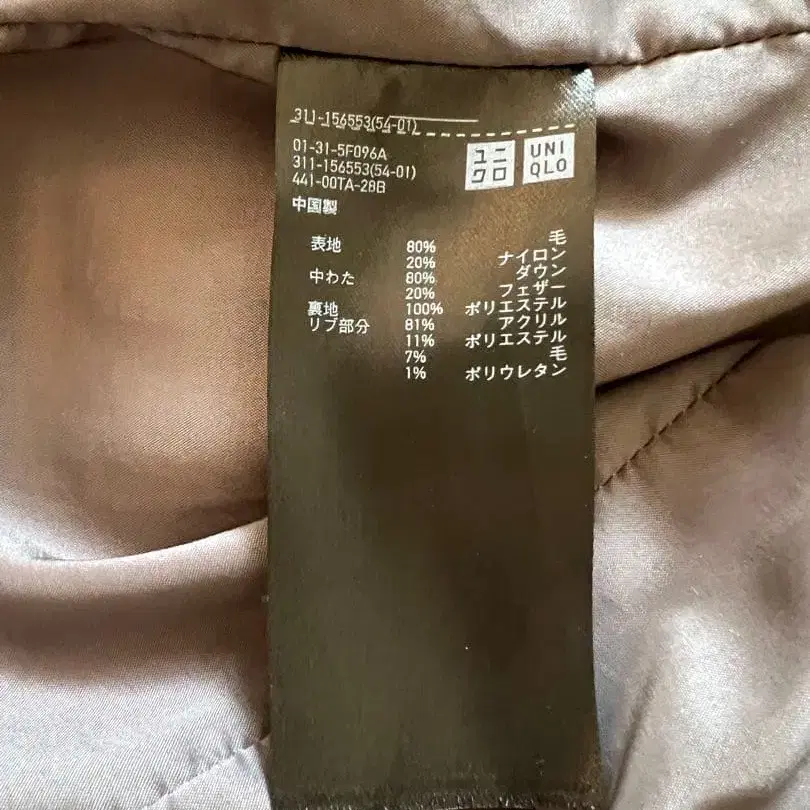 311-156553(54-01)
01-31-5F096A
311-156553(54-01)
441-00TA-28B
ユニクロ
UNIQLO
中国製
表地 80% 毛
20% ナイロン
中わた 80% ダウン
20% フェザー
裏地 100% ポリエステル
リブ部分 81% アクリル
11% ポリエステル
7% 毛
1% ポリウレタン